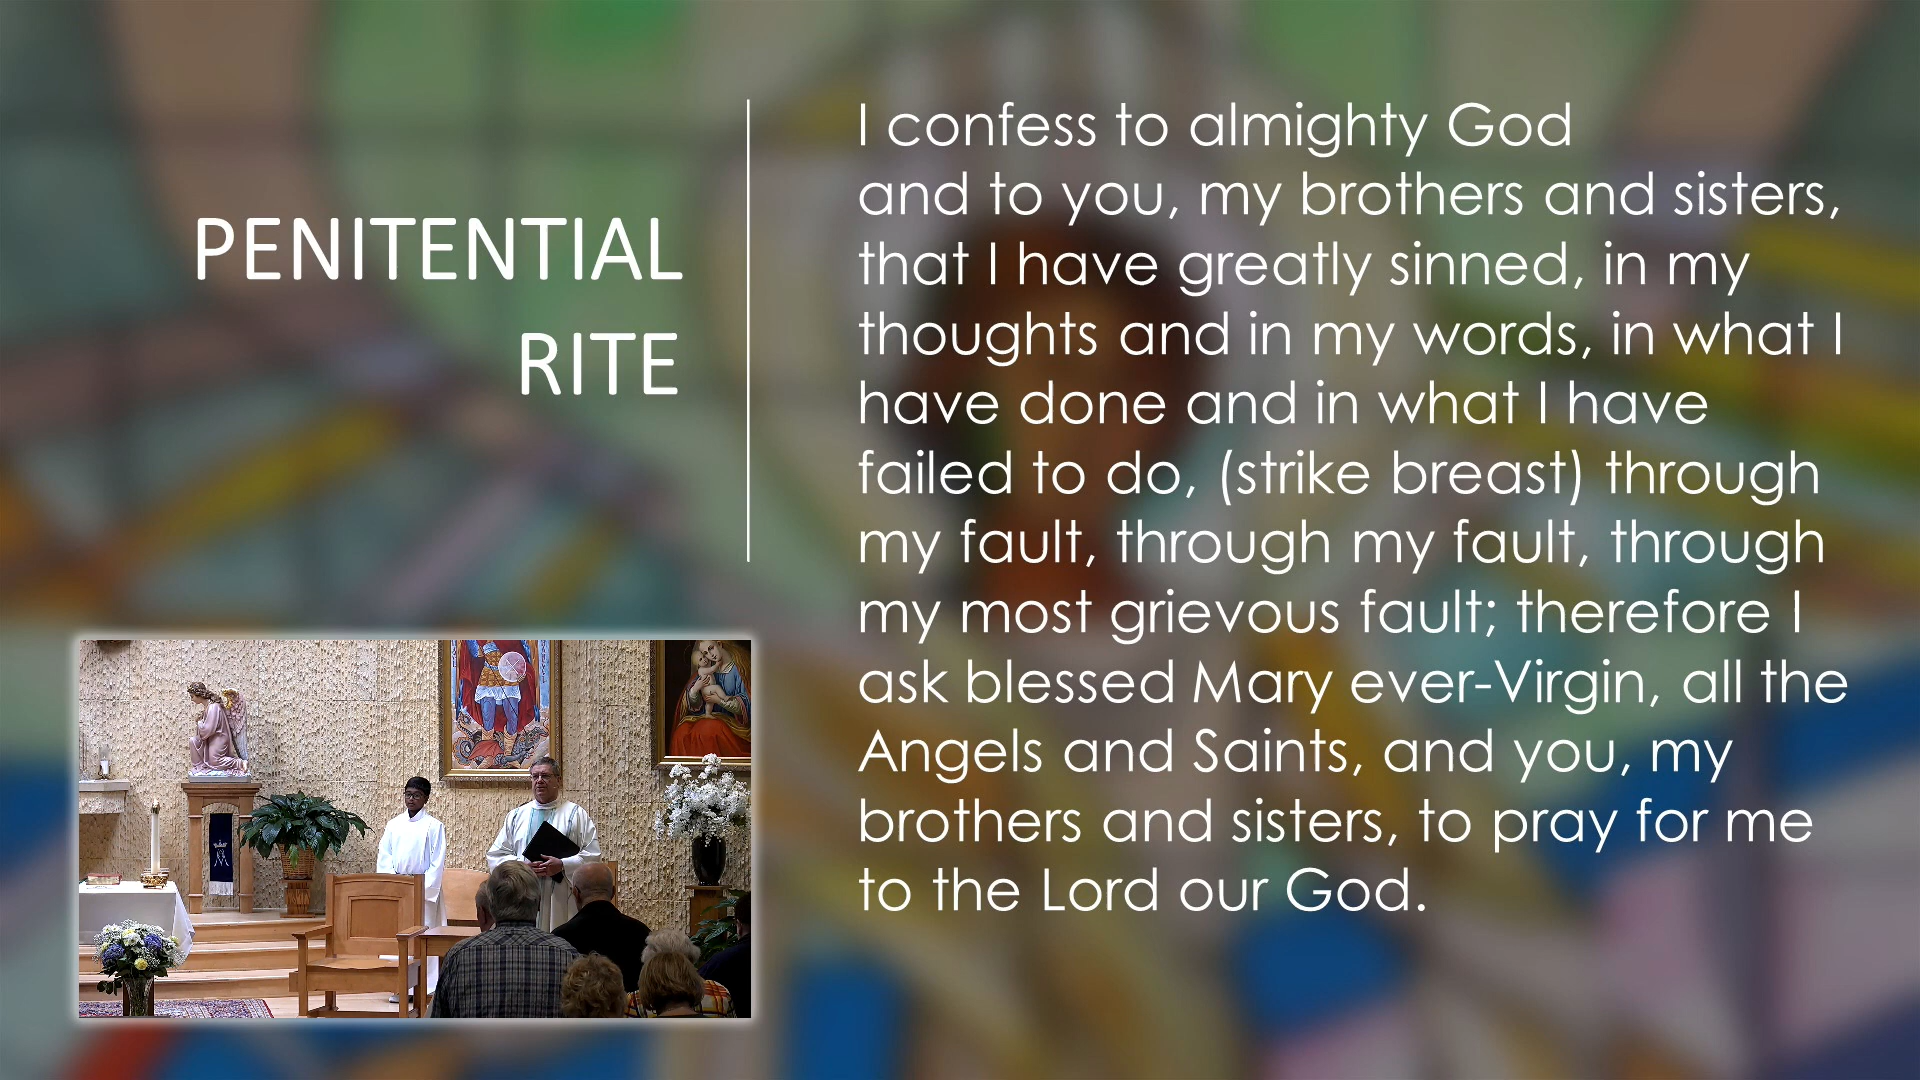 PENITENTIAL
RITE
I confess to almighty God
and to you, my brothers and sisters,
that I have greatly sinned, in my
thoughts and in my words, in what I
have done and in what I have
failed to do, (strike breast) through
my fault, through my fault, through
my most grievous fault; therefore I
ask blessed Mary ever-Virgin, all the
Angels and Saints, and you, my
brothers and sisters, to pray for me
to the Lord our God.